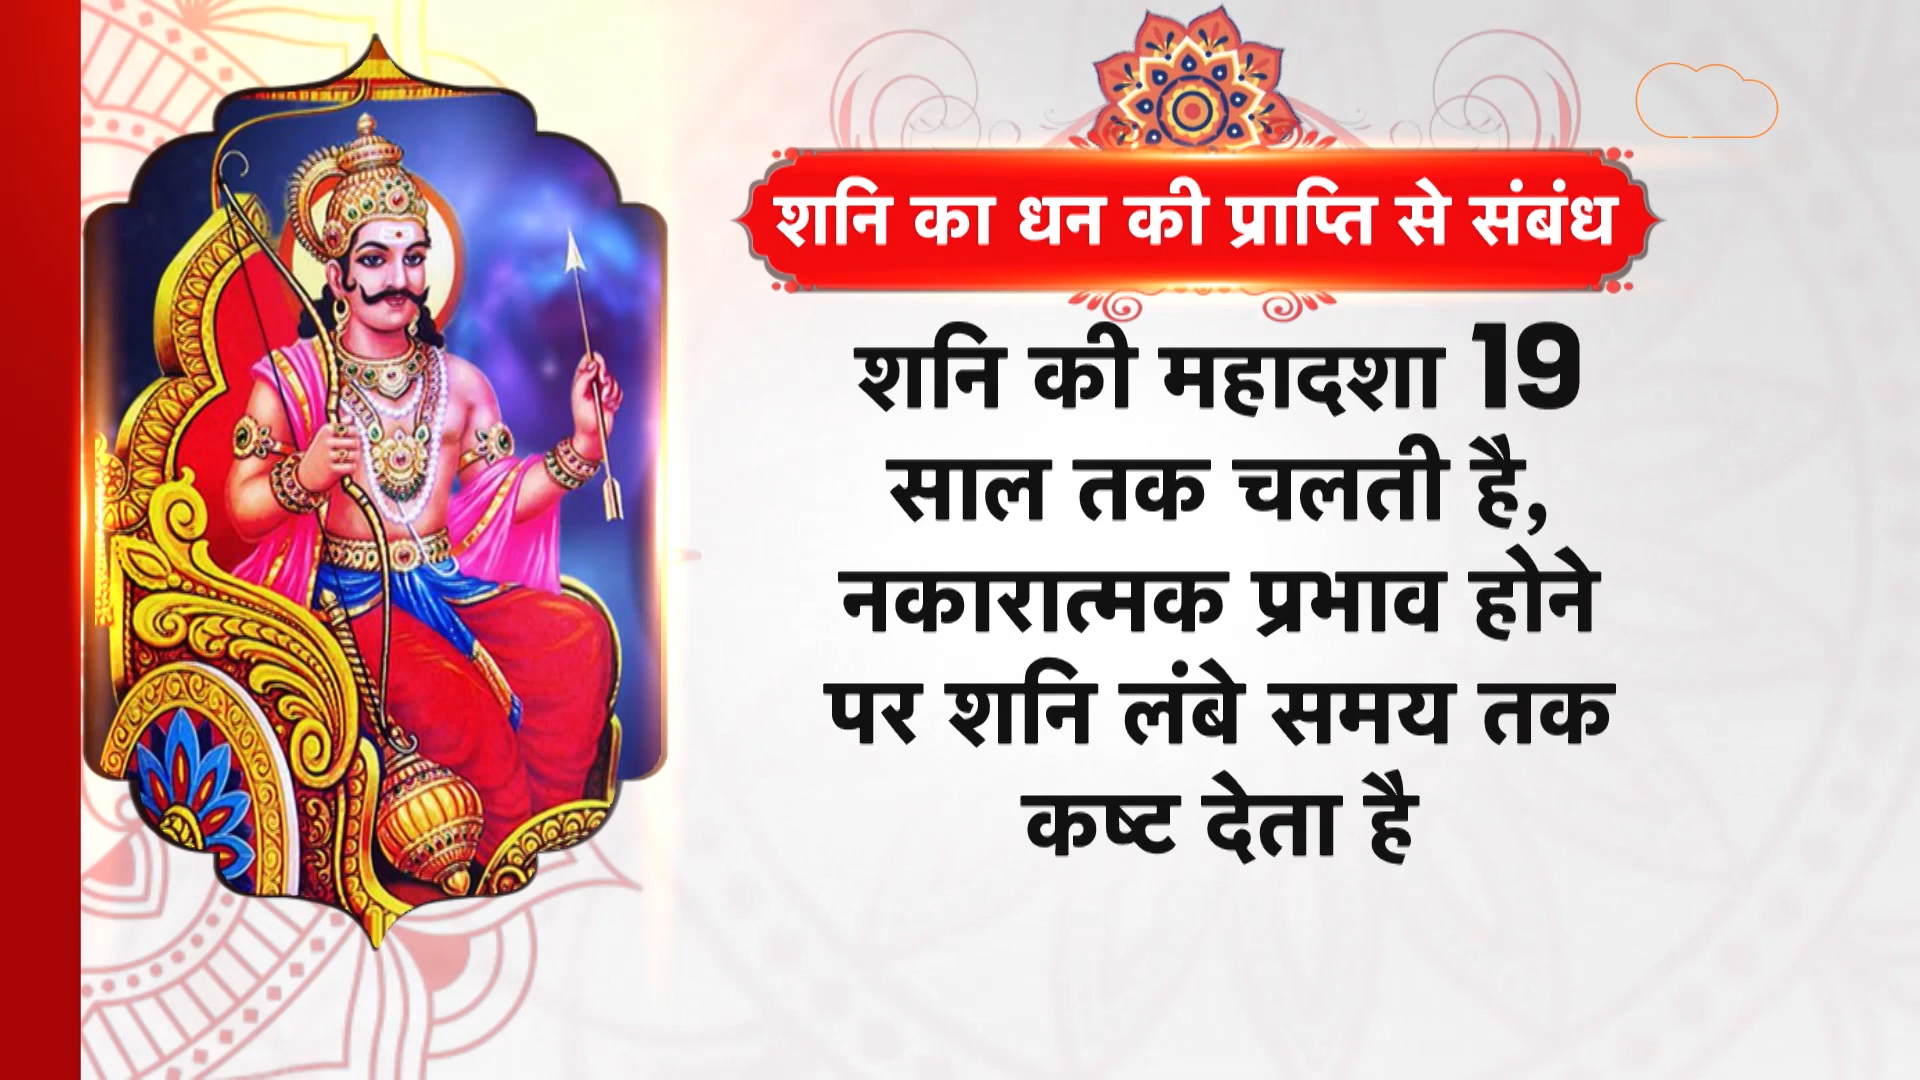 शनि का धन की प्राप्ति से संबंध
शनि की महादशा 19
साल तक चलती है,
नकारात्मक प्रभाव होने
पर शनि लंबे समय तक
कष्ट देता है